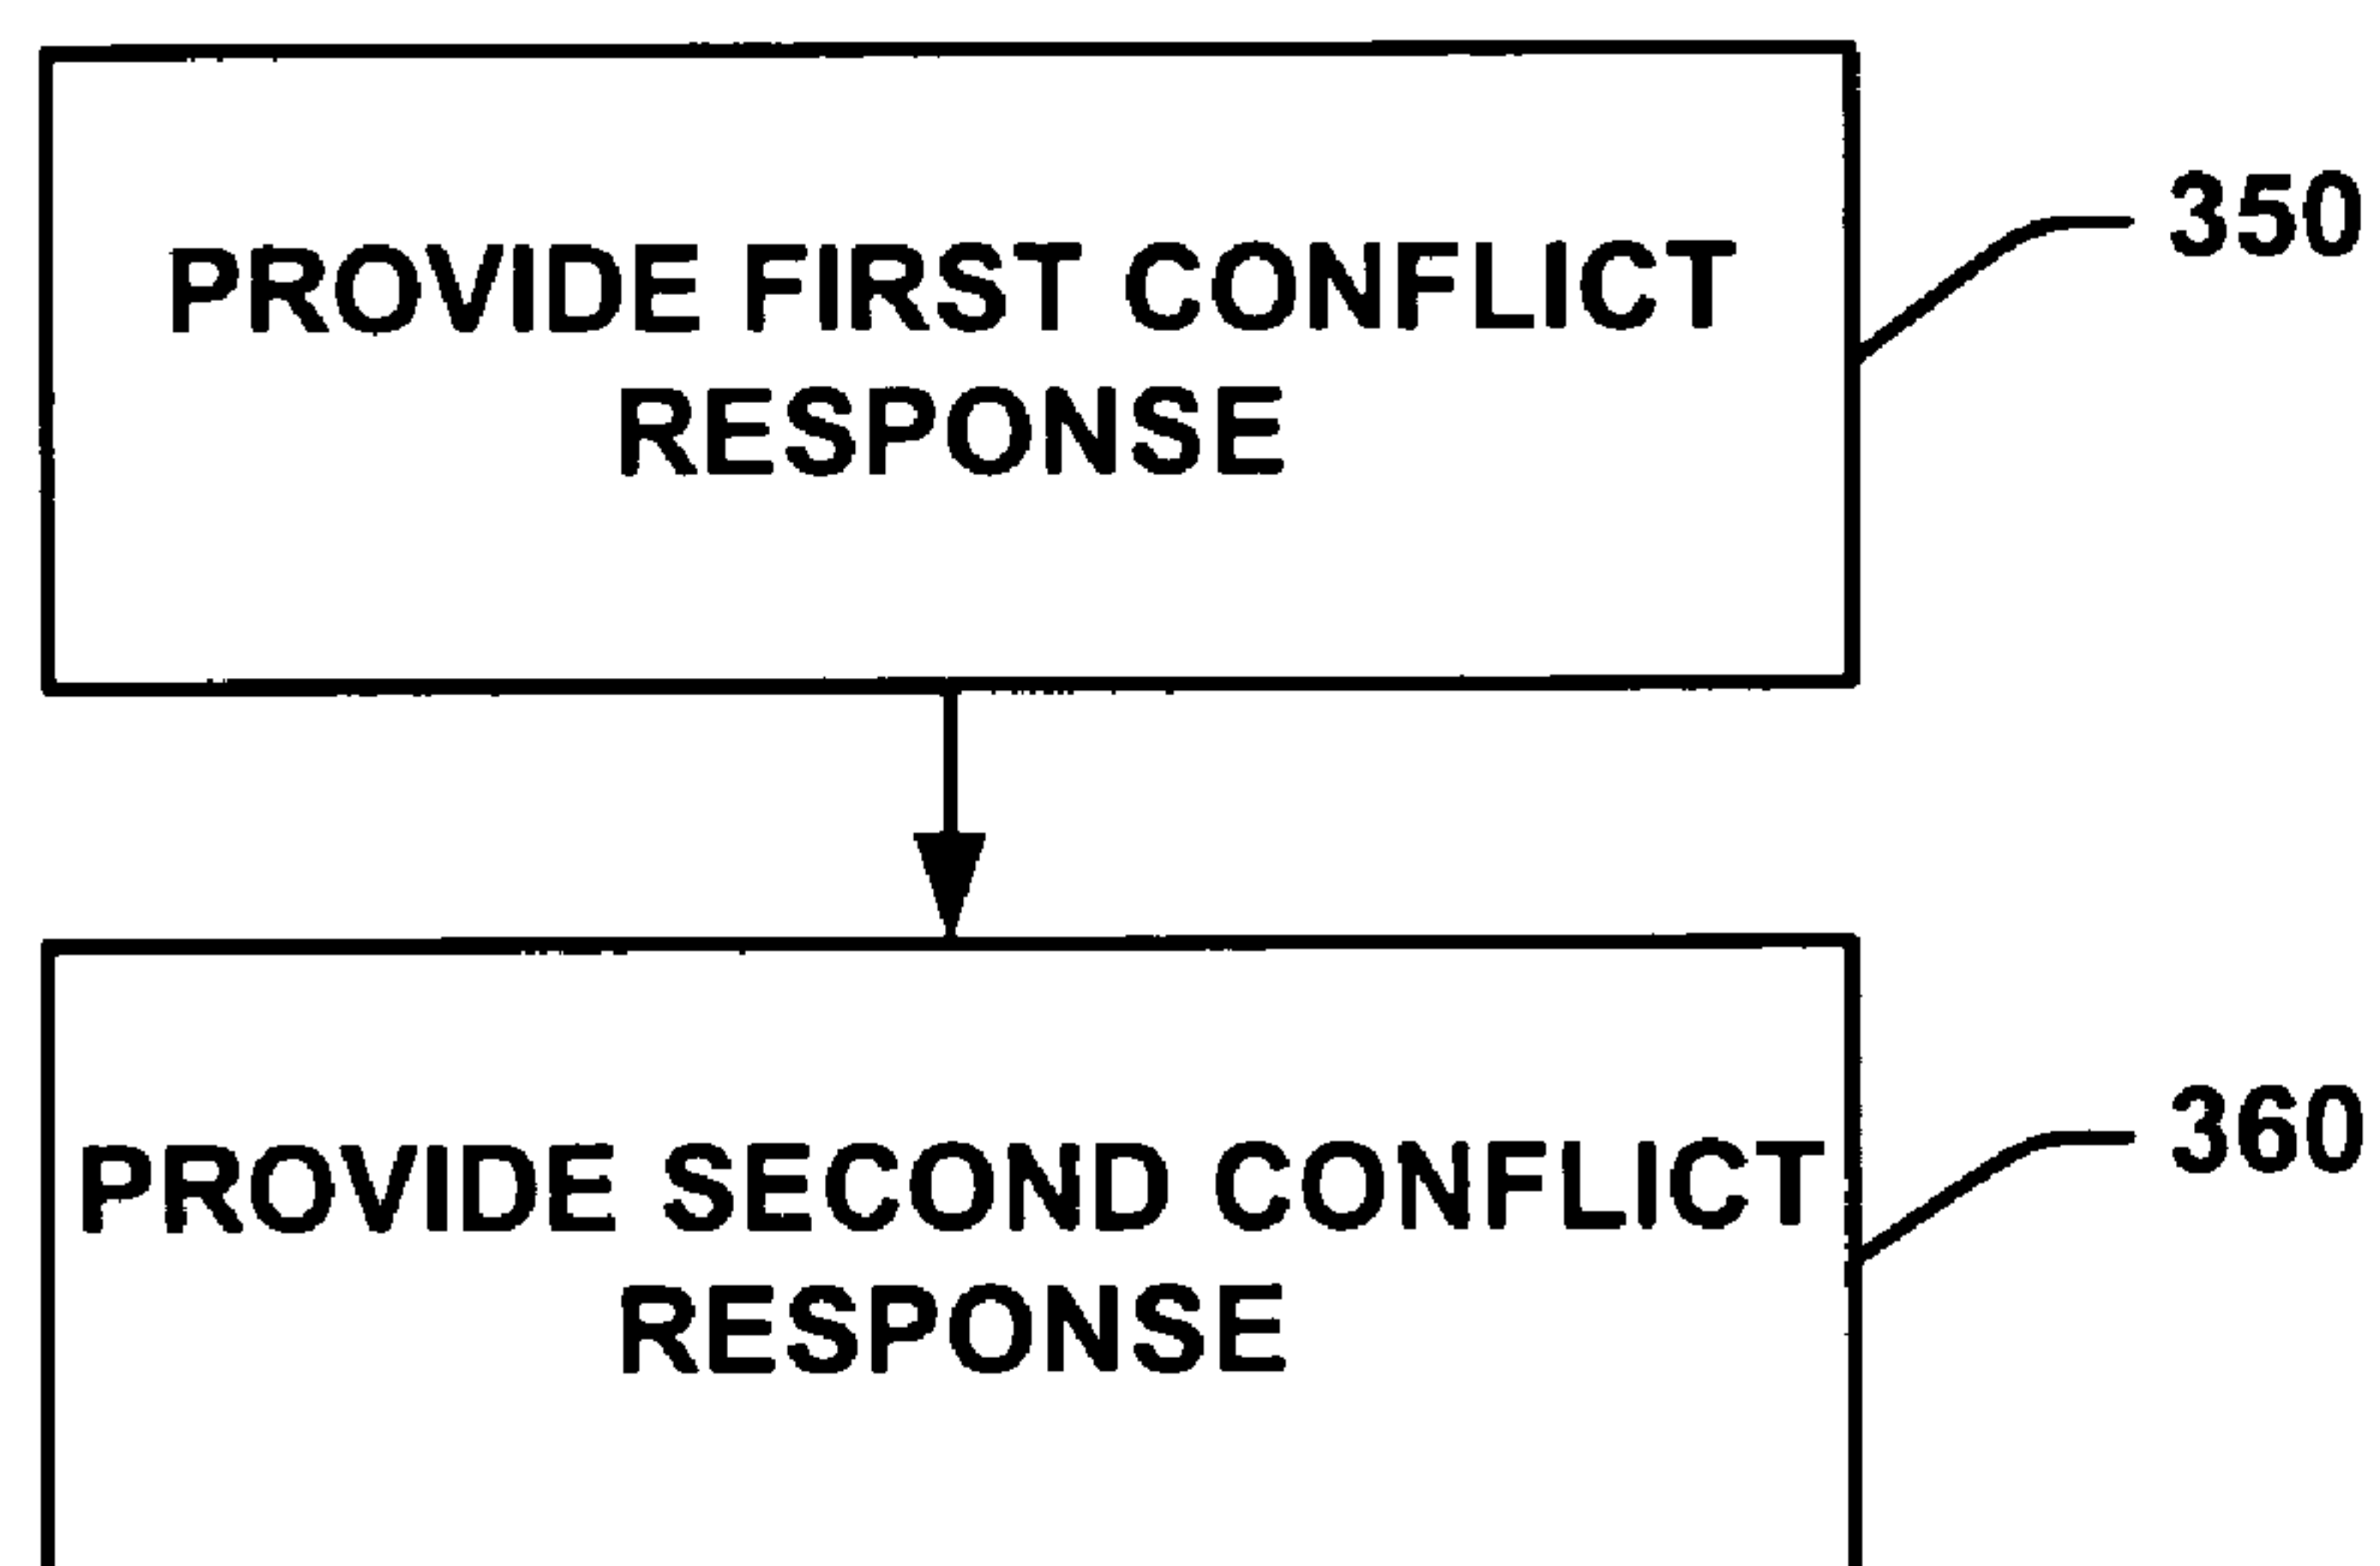 PROVIDE FIRST CONFLICT
RESPONSE
350
PROVIDE SECOND CONFLICT
RESPONSE
360